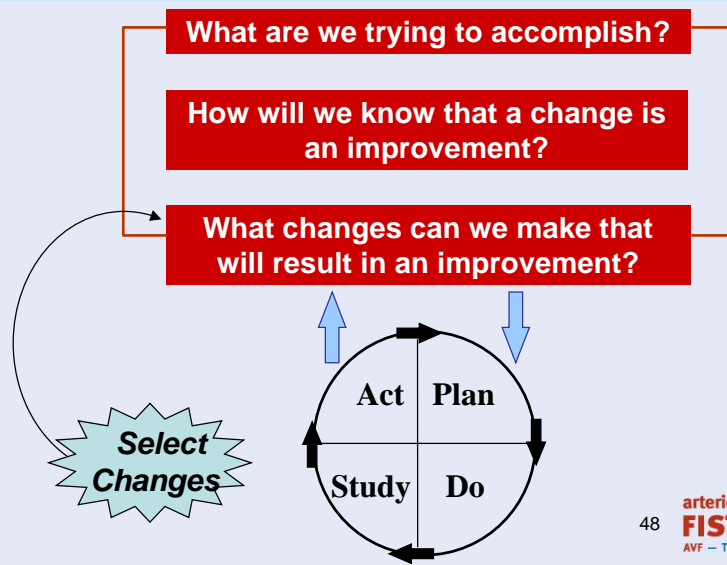 What are we trying to accomplish?
How will we know that a change is
an improvement?
What changes can we make that
will result in an improvement?
Act
Plan
Select
Changes
Study
Do
48